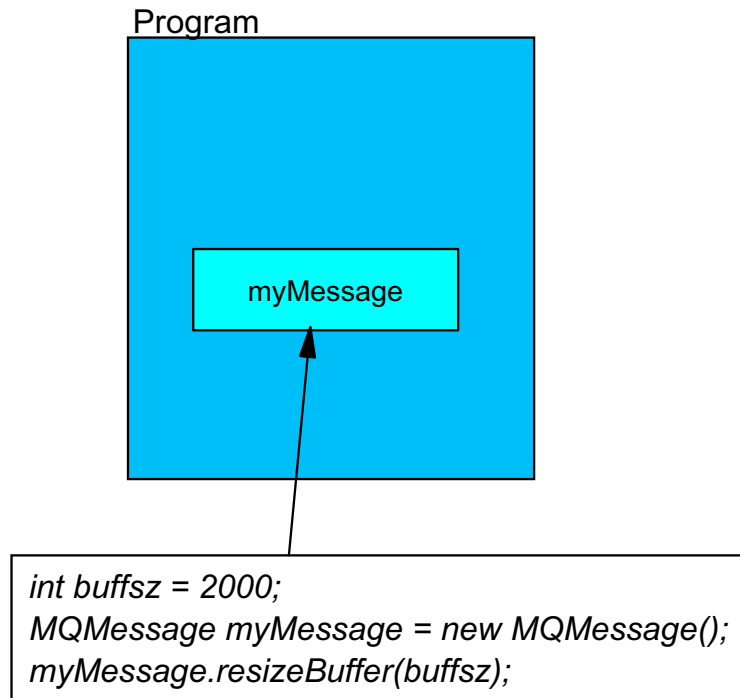 Program
myMessage
int buffsz = 2000;
MQMessage myMessage = new MQMessage();
myMessage.resizeBuffer(buffsz);